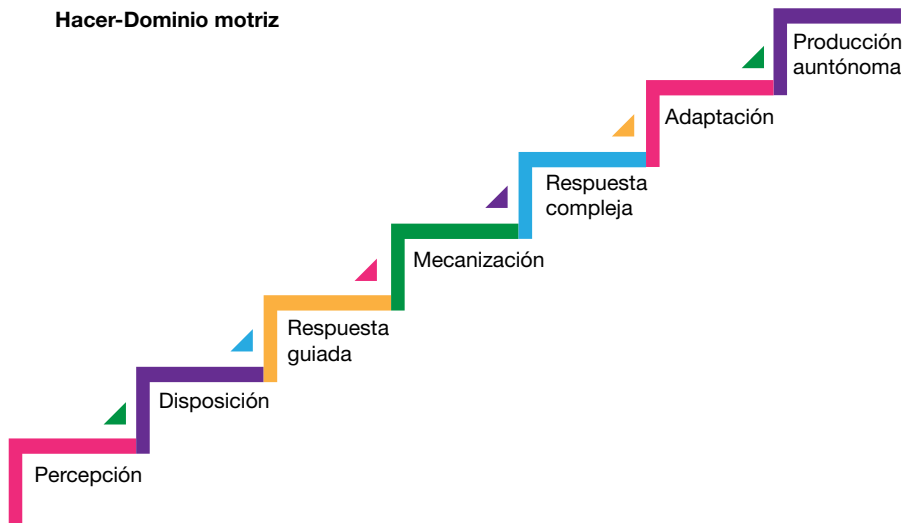 Hacer-Dominio motriz
Producción
auntónoma
Adaptación
Respuesta
compleja
Mecanización
Respuesta
guiada
Disposición
Percepción